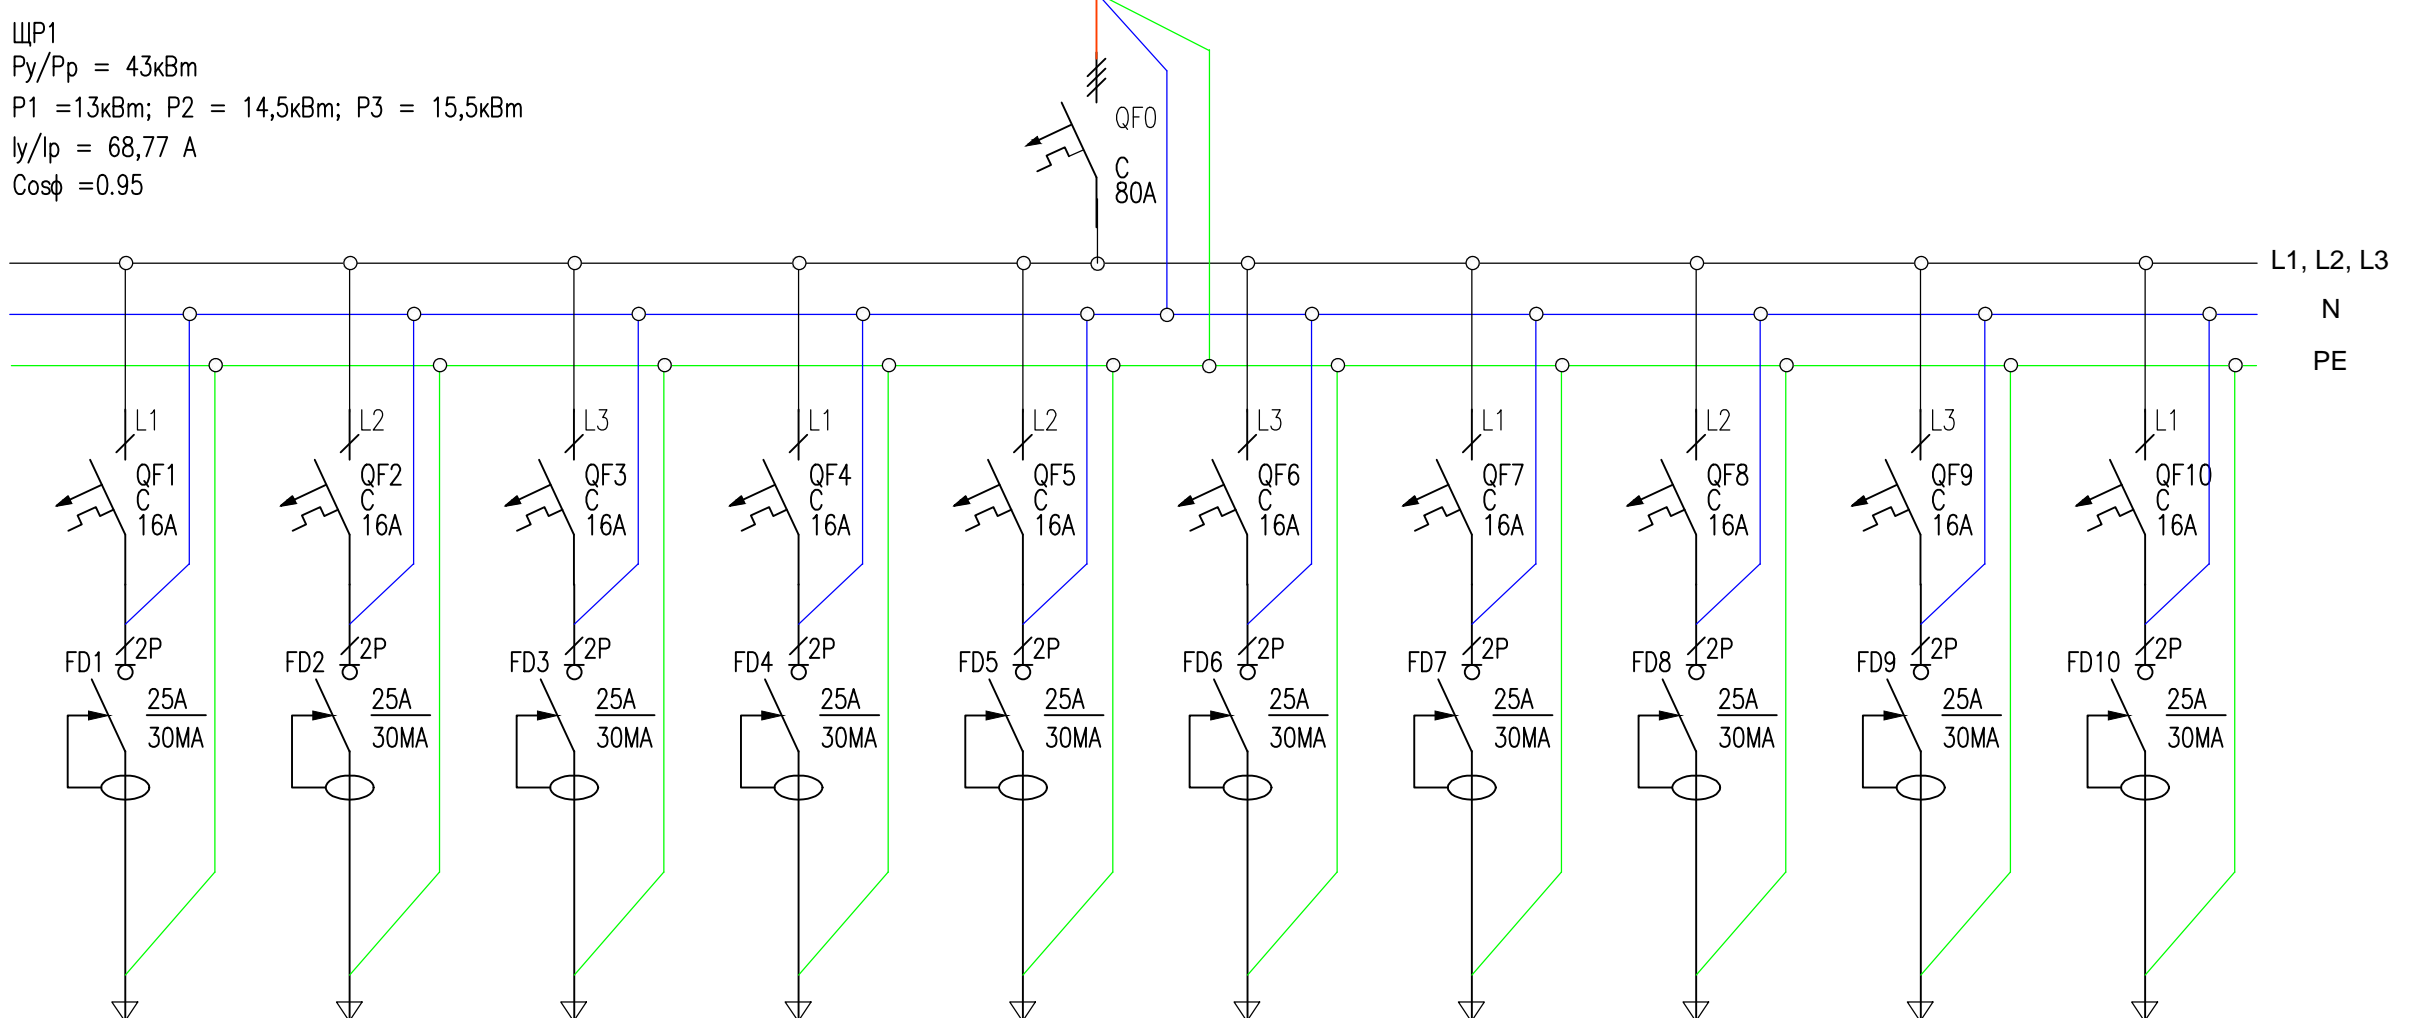 ЩР1
Ру/Рр = 43кВт
Р1 =13кВт; Р2 = 14,5кВт; Р3 = 15,5кВт
Iу/Iр = 68,77 А
Cosϕ =0.95
QF0
C
80A
L1, L2, L3
N
PE
L1 L2 L3 L1 L2 L3 L1 L2 L3 L1
QF1 QF2 QF3 QF4 QF5 QF6 QF7 QF8 QF9 QF10
C C C C C C C C C C
16A 16A 16A 16A 16A 16A 16A 16A 16A 16A
2P 2P 2P 2P 2P 2P 2P 2P 2P 2P
FD1 FD2 FD3 FD4 FD5 FD6 FD7 FD8 FD9 FD10
25A 25A 25A 25A 25A 25A 25A 25A 25A 25A
30MA 30MA 30MA 30MA 30MA 30MA 30MA 30MA 30MA 30MA